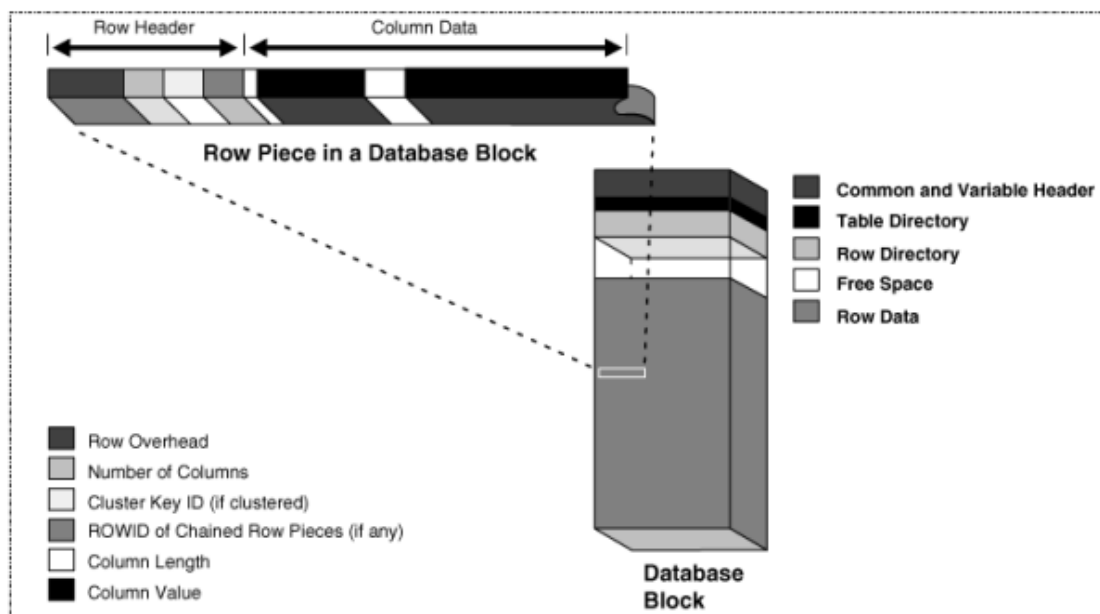 Row Header
Column Data
Row Piece in a Database Block
Common and Variable Header
Table Directory
Row Directory
Free Space
Row Data
Row Overhead
Number of Columns
Cluster Key ID (if clustered)
ROWID of Chained Row Pieces (if any)
Column Length
Column Value
Database
Block